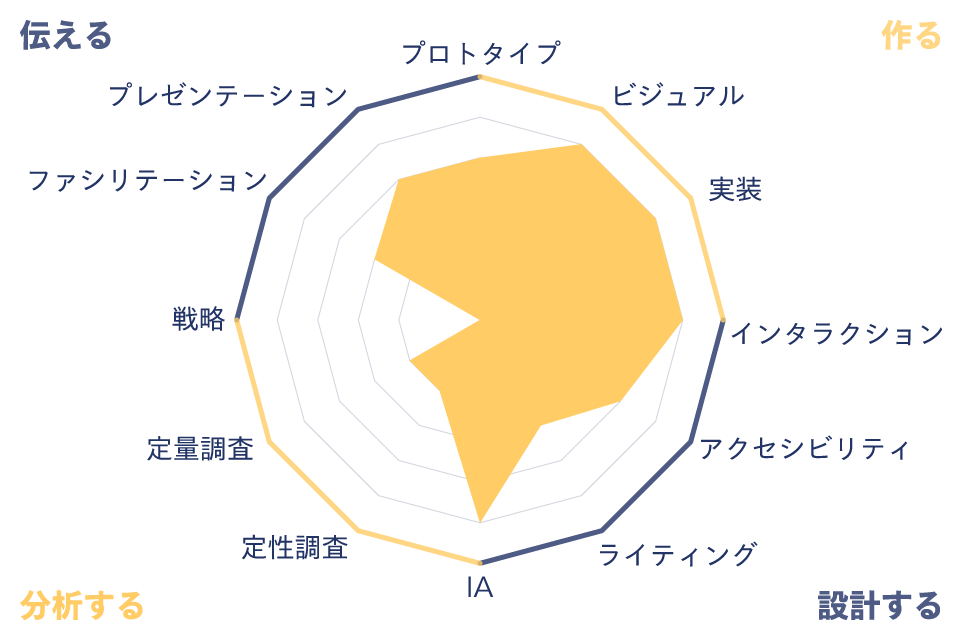 伝える
作る
プロトタイプ
プレゼンテーション
ビジュアル
ファシリテーション
実装
戦略
インタラクション
定量調査
アクセシビリティ
定性調査
ライティング
IA
分析する
設計する